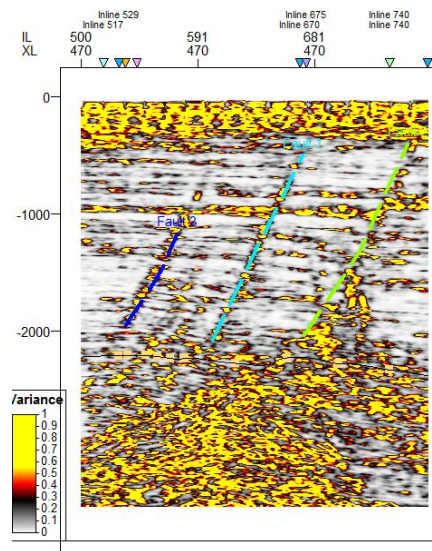 Inline 529 Inline 675 Inline 740
Inline 517 Inline 670 Inline 740
IL 500 591 681
XL 470 470 470
0
-1000
-2000
Fault 1
Fault 3
Variance
1
0.9
0.8
0.7
0.6
0.5
0.4
0.3
0.2
0.1
0